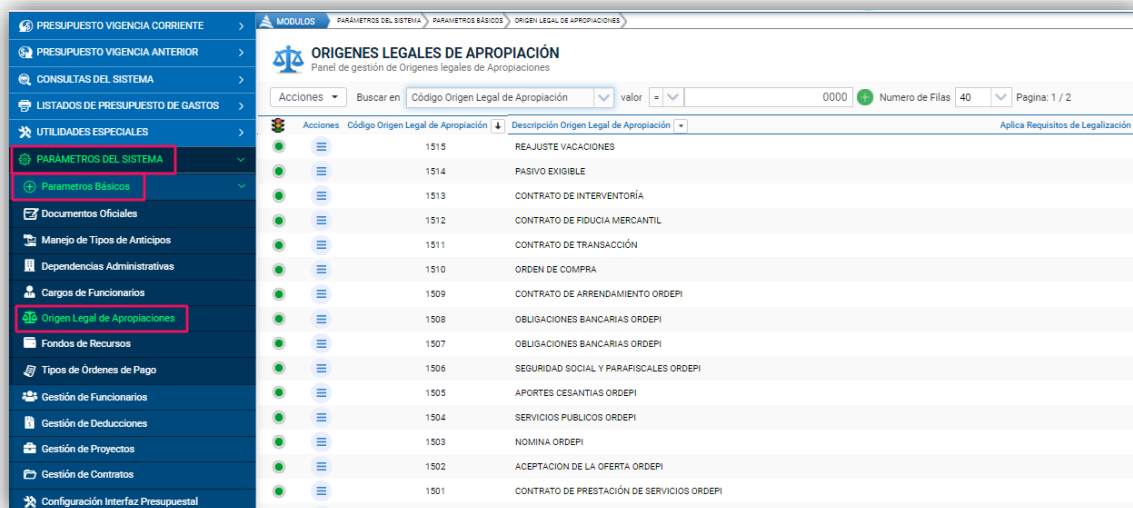 PRESUPUESTO VIGENCIA CORRIENTE
PRESUPUESTO VIGENCIA ANTERIOR
CONSULTAS DEL SISTEMA
LISTADOS DE PRESUPUESTO DE GASTOS
UTILIDADES ESPECIALES
PARÁMETROS DEL SISTEMA
Parametros Básicos
Documentos Oficiales
Manejo de Tipos de Anticipos
Dependencias Administrativas
Cargos de Funcionarios
Origen Legal de Apropiaciones
Fondos de Recursos
Tipos de Órdenes de Pago
Gestión de Funcionarios
Gestión de Deducciones
Gestión de Proyectos
Gestión de Contratos
Configuración Interfaz Presupuestal
MODULOS PARÁMETROS DEL SISTEMA PARAMETROS BÁSICOS ORIGEN LEGAL DE APROPIACIONES
ORIGENES LEGALES DE APROPIACIÓN
Panel de gestión de Origenes legales de Apropiaciones
Acciones Buscar en Código Origen Legal de Apropiación valor = 0000 Numero de Filas 40 Pagina: 1 / 2
Acciones Código Origen Legal de Apropiación Descripción Origen Legal de Apropiación Aplica Requisitos de Legalización
1515 REAJUSTE VACACIONES
1514 PASIVO EXIGIBLE
1513 CONTRATO DE INTERVENTORÍA
1512 CONTRATO DE FIDUCIA MERCANTIL
1511 CONTRATO DE TRANSACCIÓN
1510 ORDEN DE COMPRA
1509 CONTRATO DE ARRENDAMIENTO ORDEPI
1508 OBLIGACIONES BANCARIAS ORDEPI
1507 OBLIGACIONES BANCARIAS ORDEPI
1506 SEGURIDAD SOCIAL Y PARAFISCALES ORDEPI
1505 APORTES CESANTIAS ORDEPI
1504 SERVICIOS PUBLICOS ORDEPI
1503 NOMINA ORDEPI
1502 ACEPTACION DE LA OFERTA ORDEPI
1501 CONTRATO DE PRESTACIÓN DE SERVICIOS ORDEPI